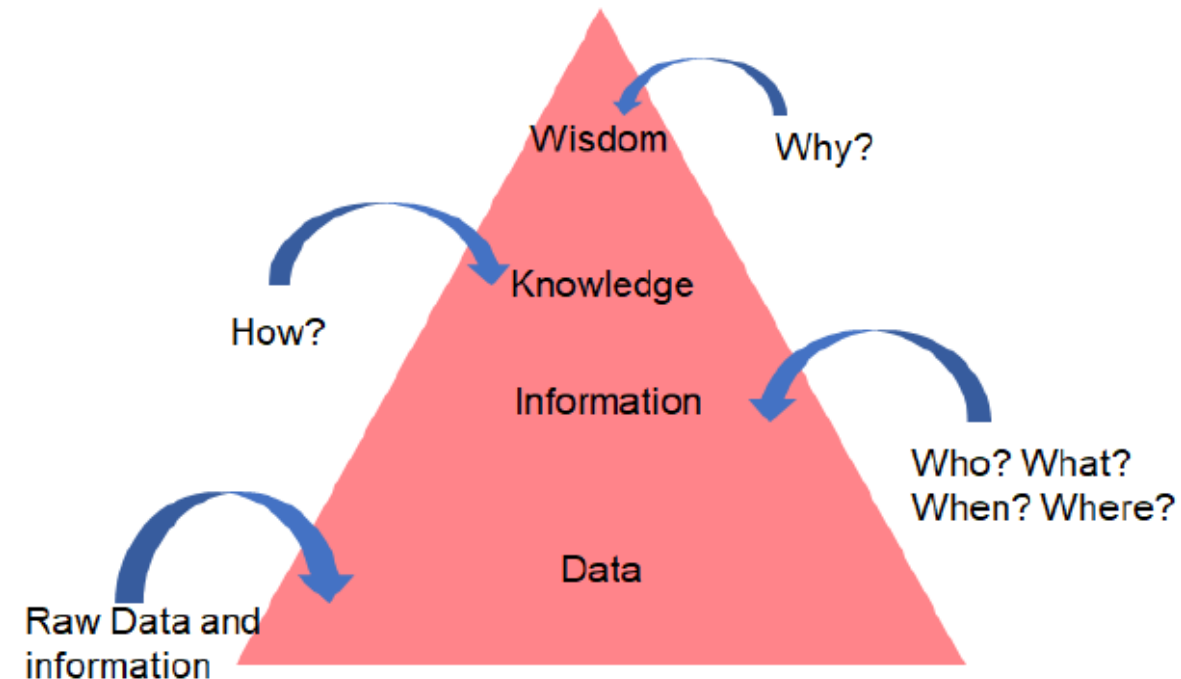 Wisdom
Why?
Knowledge
How?
Information
Who? What?
When? Where?
Data
Raw Data and
information